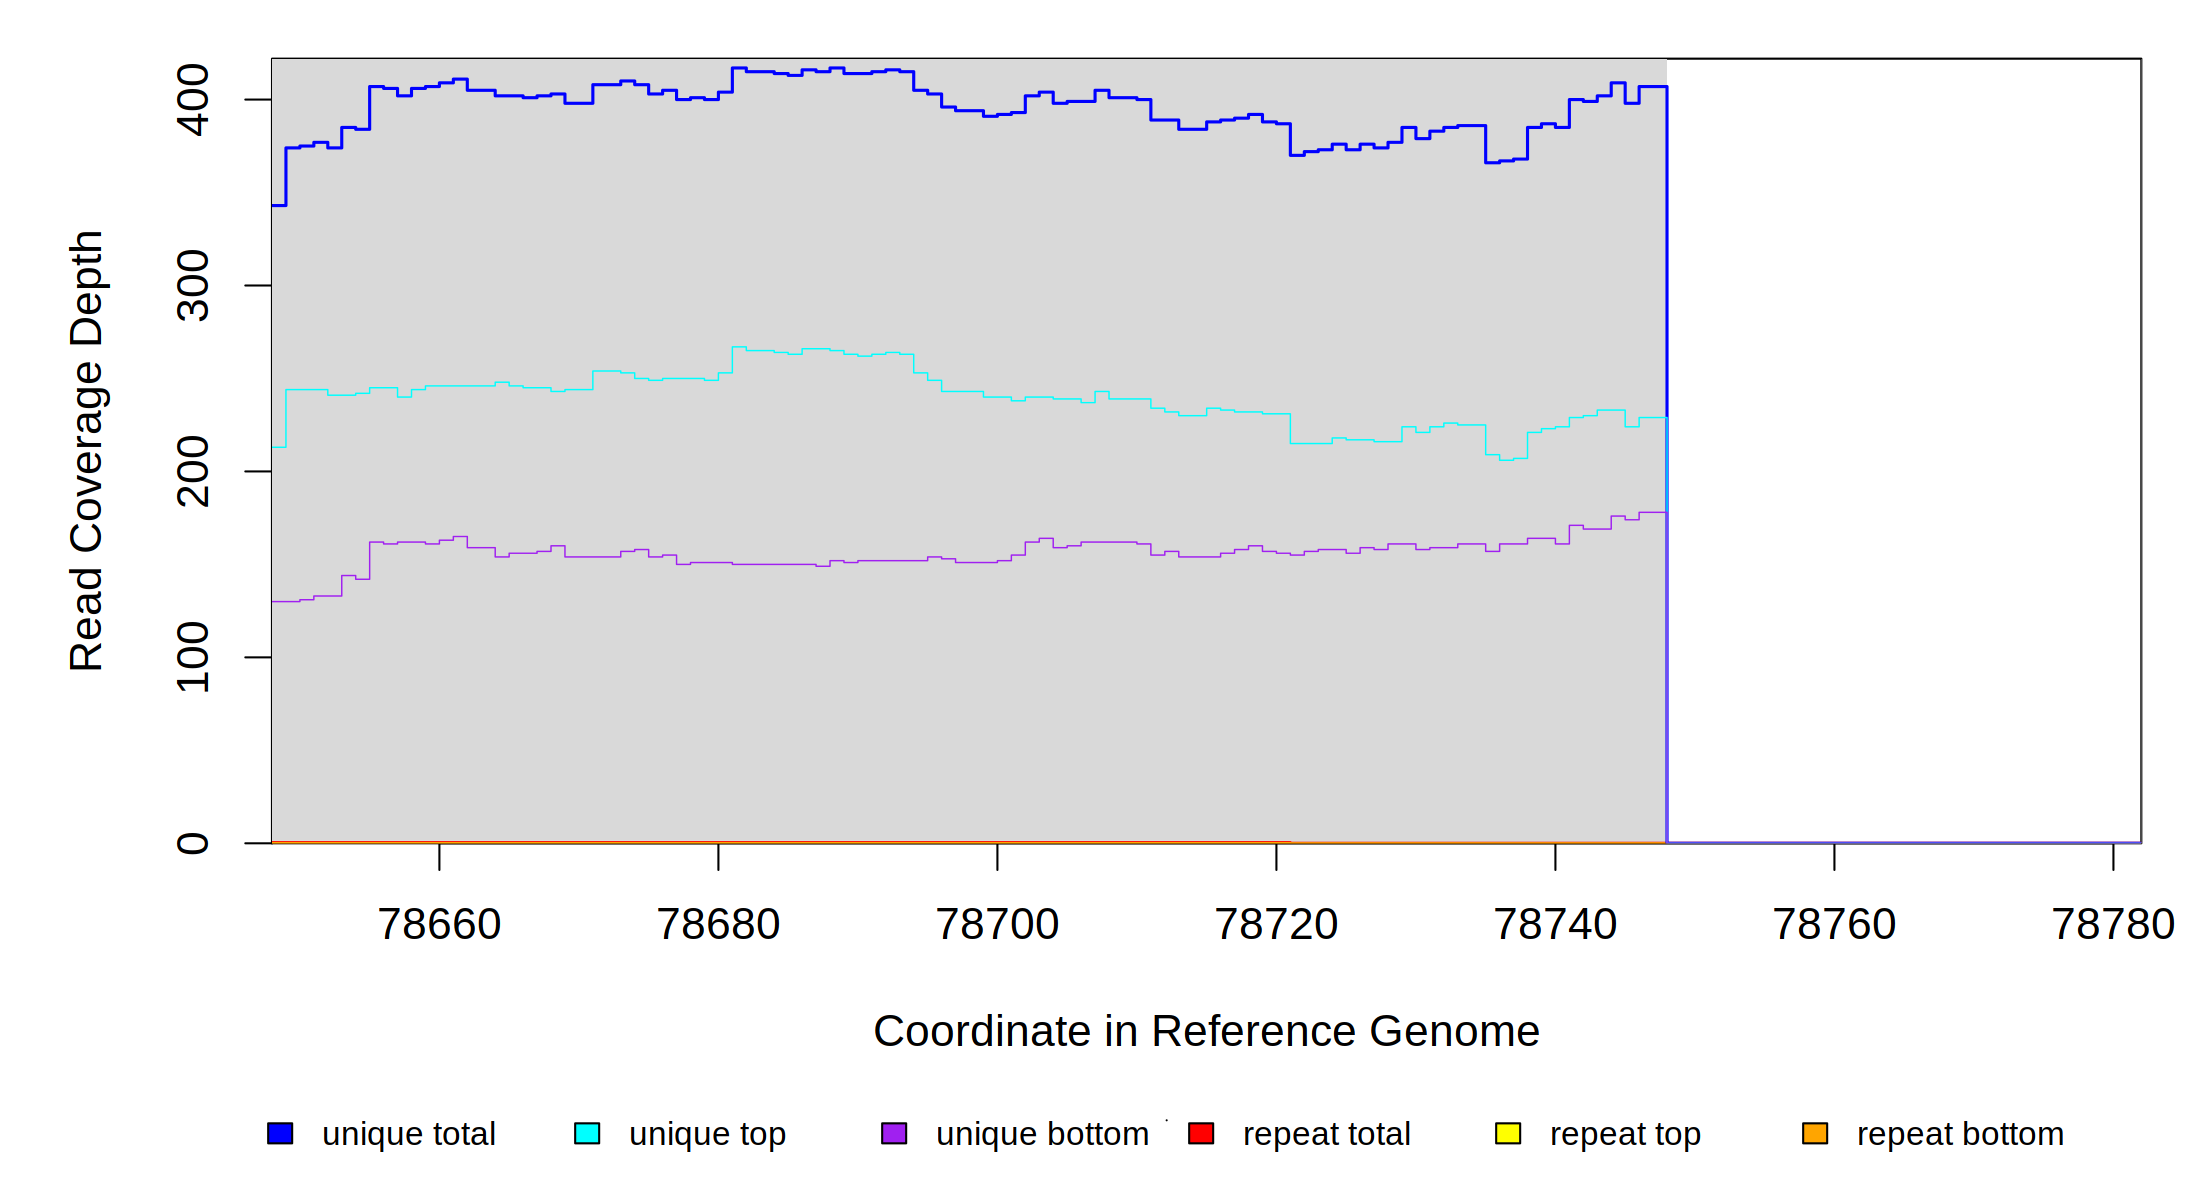 Read Coverage Depth
400
300
200
100
0
78660 78680 78700 78720 78740 78760 78780
Coordinate in Reference Genome
unique total unique top unique bottom repeat total repeat top repeat bottom